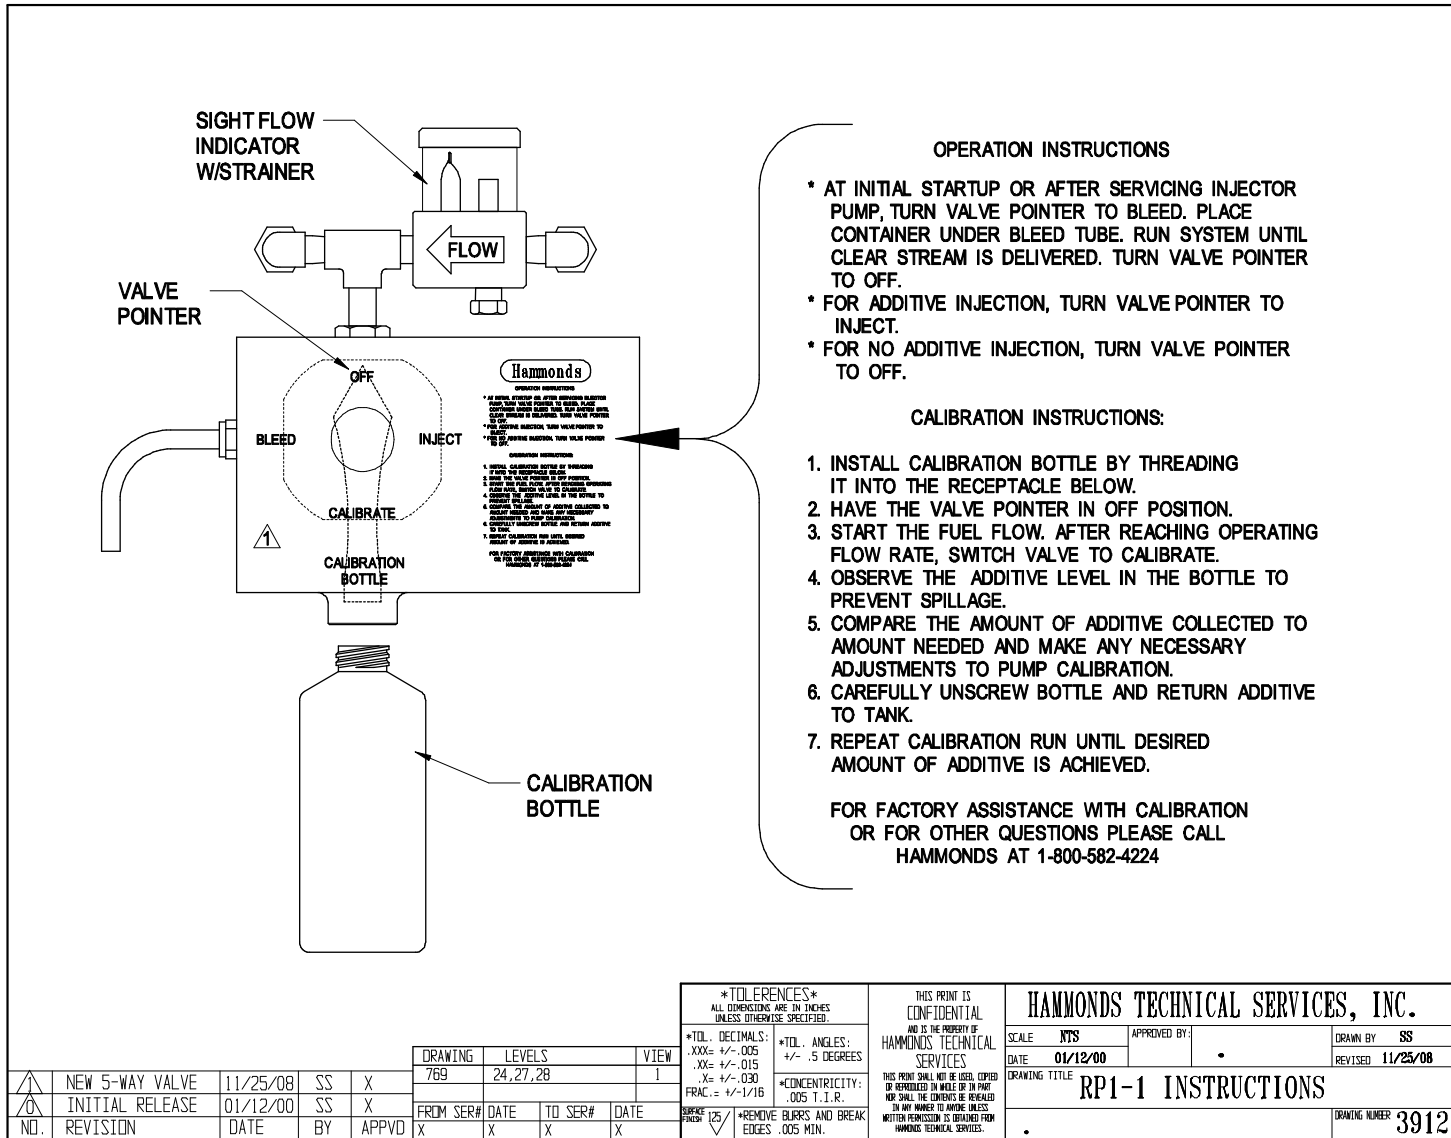 SIGHT FLOW
INDICATOR
W/STRAINER
FLOW
VALVE
POINTER
OFF
BLEED
INJECT
CALIBRATE
CALIBRATION
BOTTLE
1
Hammonds
OPERATION INSTRUCTIONS
* AT INITIAL STARTUP OR AFTER SERVICING INJECTOR
PUMP, TURN VALVE POINTER TO BLEED. PLACE
CONTAINER UNDER BLEED TUBE. RUN SYSTEM UNTIL
CLEAR STREAM IS DELIVERED. TURN VALVE POINTER
TO OFF.
* FOR ADDITIVE INJECTION, TURN VALVE POINTER TO
INJECT.
* FOR NO ADDITIVE INJECTION, TURN VALVE POINTER
TO OFF.
CALIBRATION INSTRUCTIONS:
1. INSTALL CALIBRATION BOTTLE BY THREADING
IT INTO THE RECEPTACLE BELOW.
2. HAVE THE VALVE POINTER IN OFF POSITION.
3. START THE FUEL FLOW. AFTER REACHING OPERATING
FLOW RATE, SWITCH VALVE TO CALIBRATE.
4. OBSERVE THE ADDITIVE LEVEL IN THE BOTTLE TO
PREVENT SPILLAGE.
5. COMPARE THE AMOUNT OF ADDITIVE COLLECTED TO
AMOUNT NEEDED AND MAKE ANY NECESSARY
ADJUSTMENTS TO PUMP CALIBRATION.
6. CAREFULLY UNSCREW BOTTLE AND RETURN ADDITIVE
TO TANK.
7. REPEAT CALIBRATION RUN UNTIL DESIRED
AMOUNT OF ADDITIVE IS ACHIEVED.
FOR FACTORY ASSISTANCE WITH CALIBRATION
OR FOR OTHER QUESTIONS PLEASE CALL
HAMMONDS AT 1-800-582-4224
CALIBRATION
BOTTLE
1 NEW 5-WAY VALVE 11/25/08 SS X
0 INITIAL RELEASE 01/12/00 SS X
NO. REVISION DATE BY APPVD
DRAWING LEVELS VIEW
769 24,27,28 1
FROM SER# DATE TO SER# DATE
X X X X
*TOLERENCES*
ALL DIMENSIONS ARE IN INCHES
UNLESS OTHERWISE SPECIFIED.
*TOL. DECIMALS:
.XXX= +/-.005
.XX= +/-.015
.X= +/-.030
FRAC.= +/-1/16
*TOL. ANGLES:
+/- .5 DEGREES
*CONCENTRICITY:
.005 T.I.R.
SURFACE
FINISH 125
*REMOVE BURRS AND BREAK
EDGES .005 MIN.
THIS PRINT IS
CONFIDENTIAL
AND IS THE PROPERTY OF
HAMMONDS TECHNICAL
SERVICES
THIS PRINT SHALL NOT BE USED, COPIED
OR REPRODUCED IN WHOLE OR IN PART
NOR SHALL THE CONTENTS BE REVEALED
IN ANY MANNER TO ANYONE UNLESS
WRITTEN PERMISSION IS OBTAINED FROM
HAMMONDS TECHNICAL SERVICES.
HAMMONDS TECHNICAL SERVICES, INC.
SCALE NTS
APPROVED BY:
DRAWN BY SS
DATE 01/12/00
REVISED 11/25/08
DRAWING TITLE RP1-1 INSTRUCTIONS
DRAWING NUMBER 3912